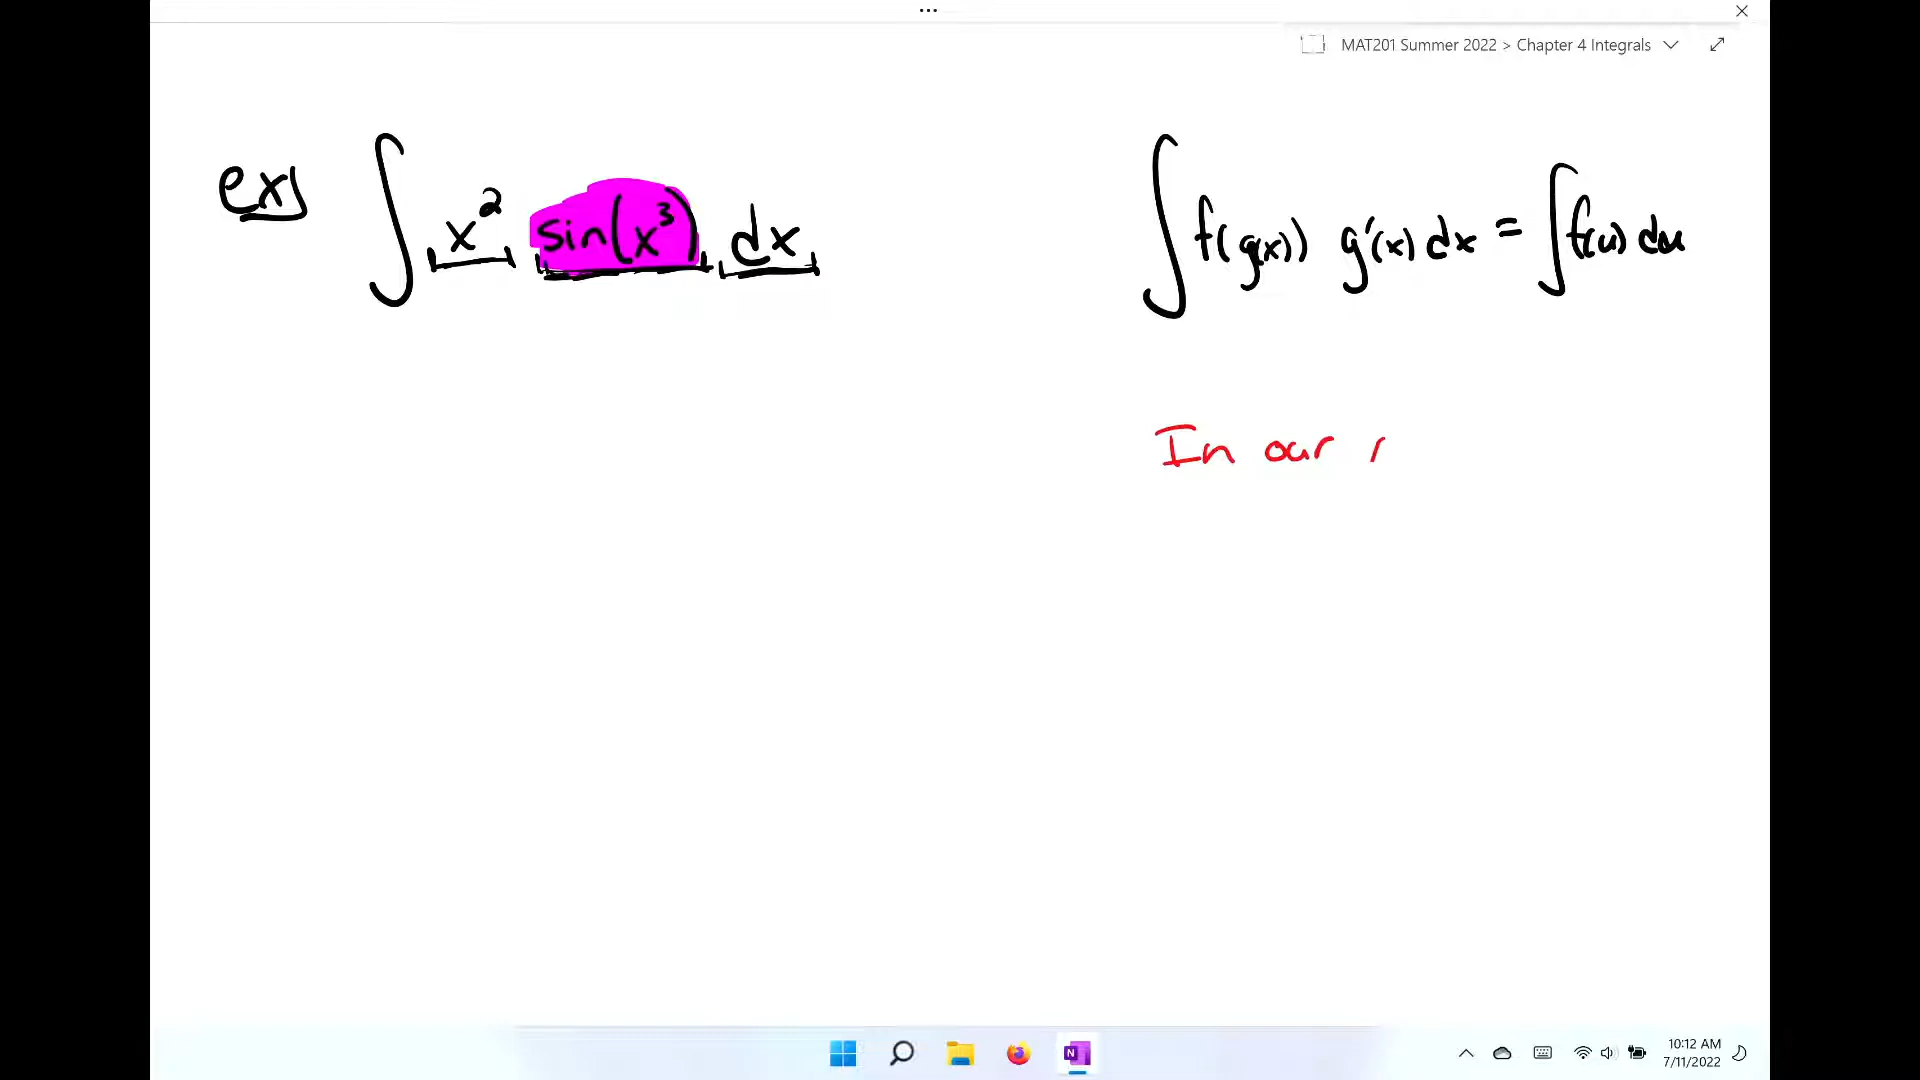 MAT201 Summer 2022 > Chapter 4 Integrals
ex) ∫ x² sin(x³) dx
∫ f(g(x)) g'(x) dx = ∫ f(u) du
In our
10:12 AM
7/11/2022